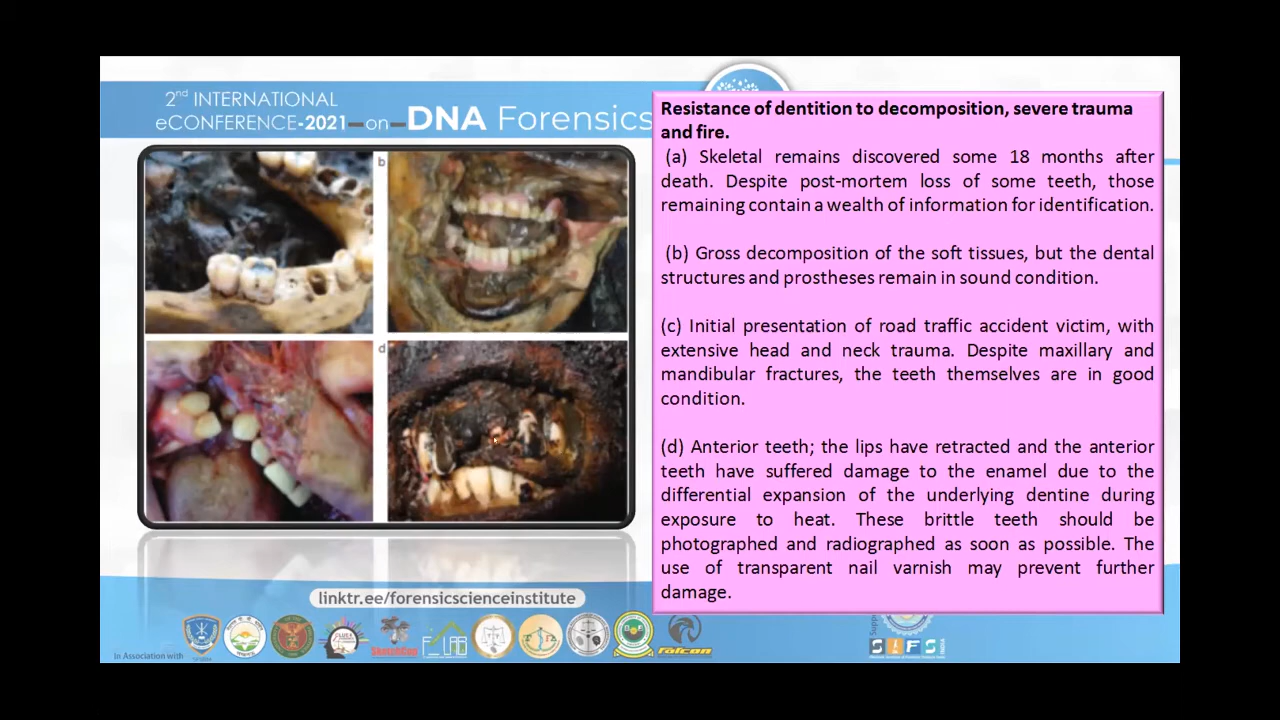 2nd INTERNATIONAL
eCONFERENCE-2021-on-DNA Forensics
b
d
Resistance of dentition to decomposition, severe trauma
and fire.
(a) Skeletal remains discovered some 18 months after
death. Despite post-mortem loss of some teeth, those
remaining contain a wealth of information for identification.
(b) Gross decomposition of the soft tissues, but the dental
structures and prostheses remain in sound condition.
(c) Initial presentation of road traffic accident victim, with
extensive head and neck trauma. Despite maxillary and
mandibular fractures, the teeth themselves are in good
condition.
(d) Anterior teeth; the lips have retracted and the anterior
teeth have suffered damage to the enamel due to the
differential expansion of the underlying dentine during
exposure to heat. These brittle teeth should be
photographed and radiographed as soon as possible. The
use of transparent nail varnish may prevent further
damage.
linktr.ee/forensicscienceinstitute
In Association with
LAB
falcon
Supp
SIFS